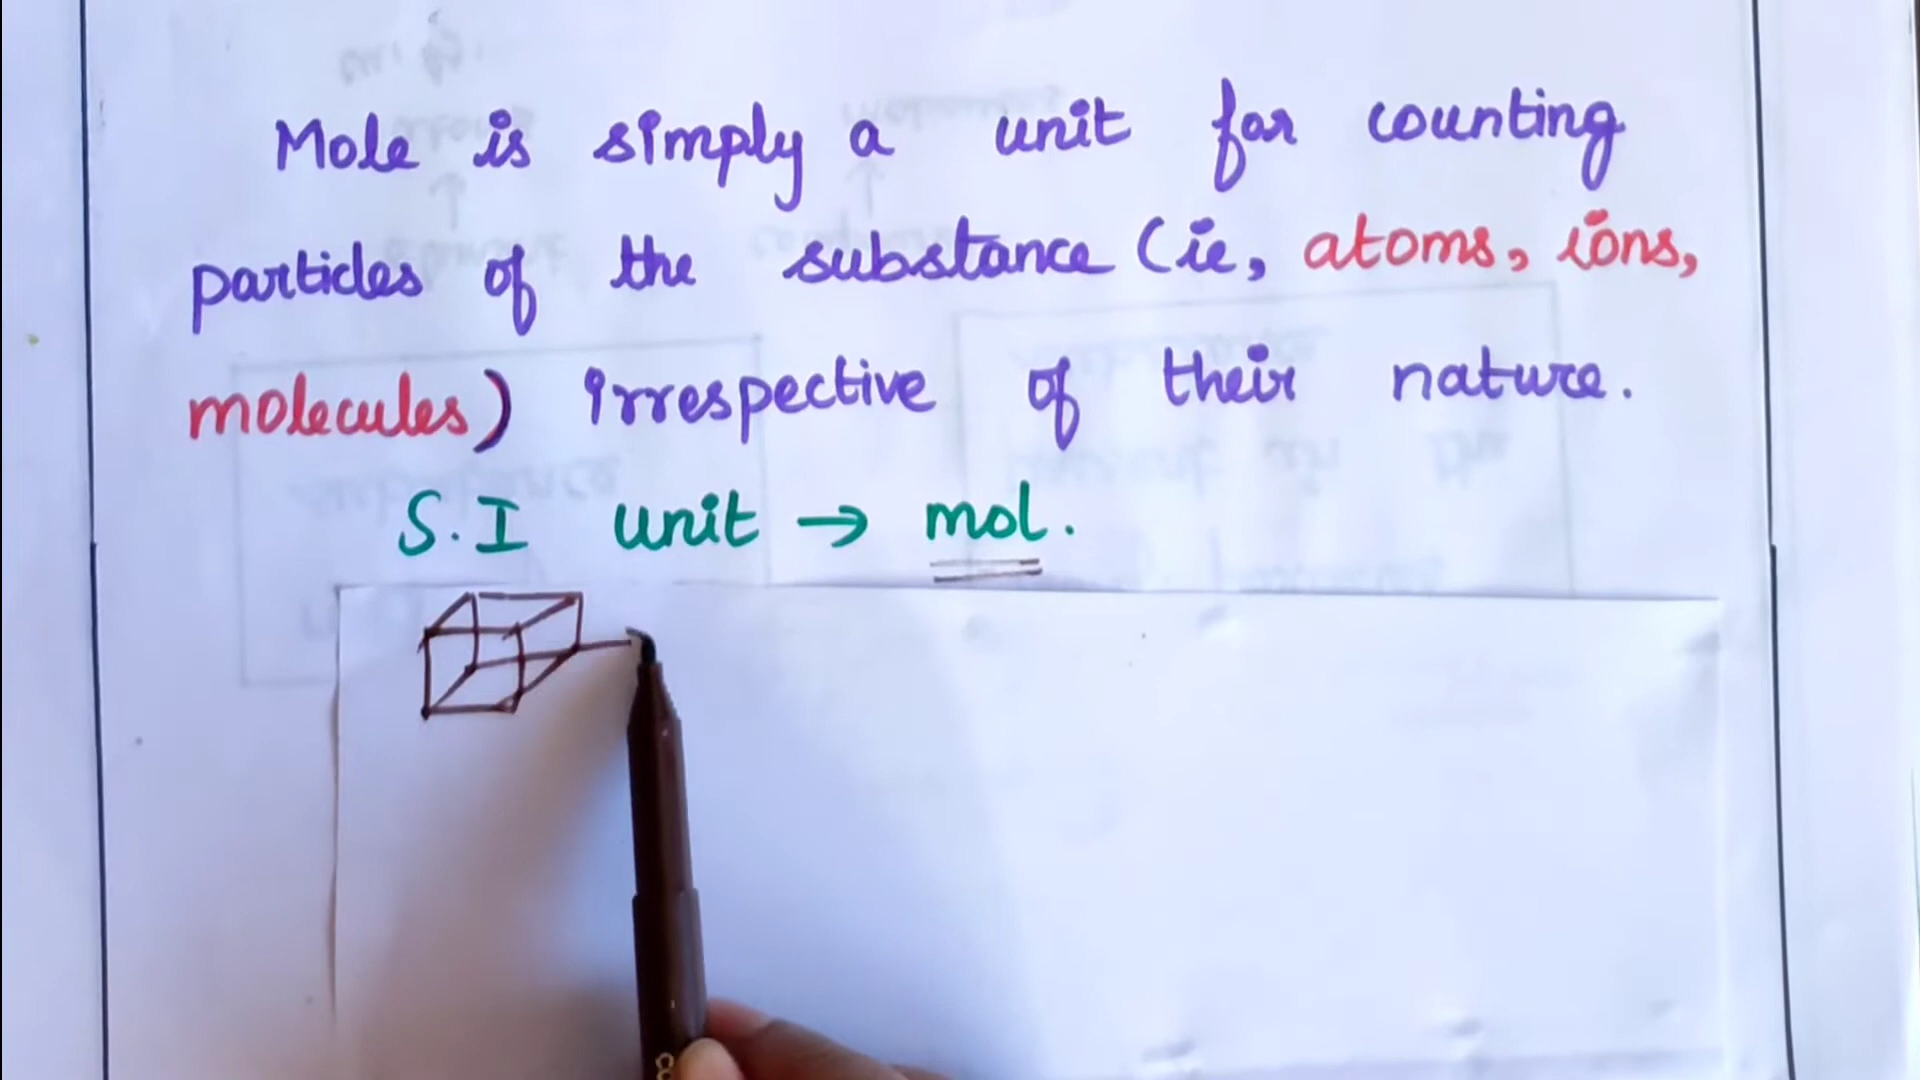 Mole is simply a unit for counting
particles of the substance (ie, atoms, ions,
molecules) irrespective of their nature.
S.I unit → mol.